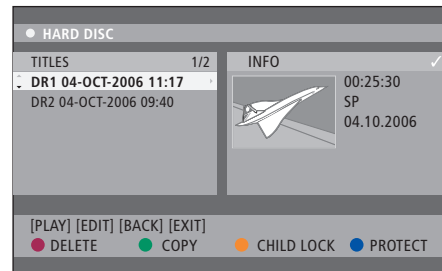 HARD DISC
TITLES 1/2
DR1 04-OCT-2006 11:17
DR2 04-OCT-2006 09:40
INFO
00:25:30
SP
04.10.2006
[PLAY] [EDIT] [BACK] [EXIT]
DELETE COPY CHILD LOCK PROTECT